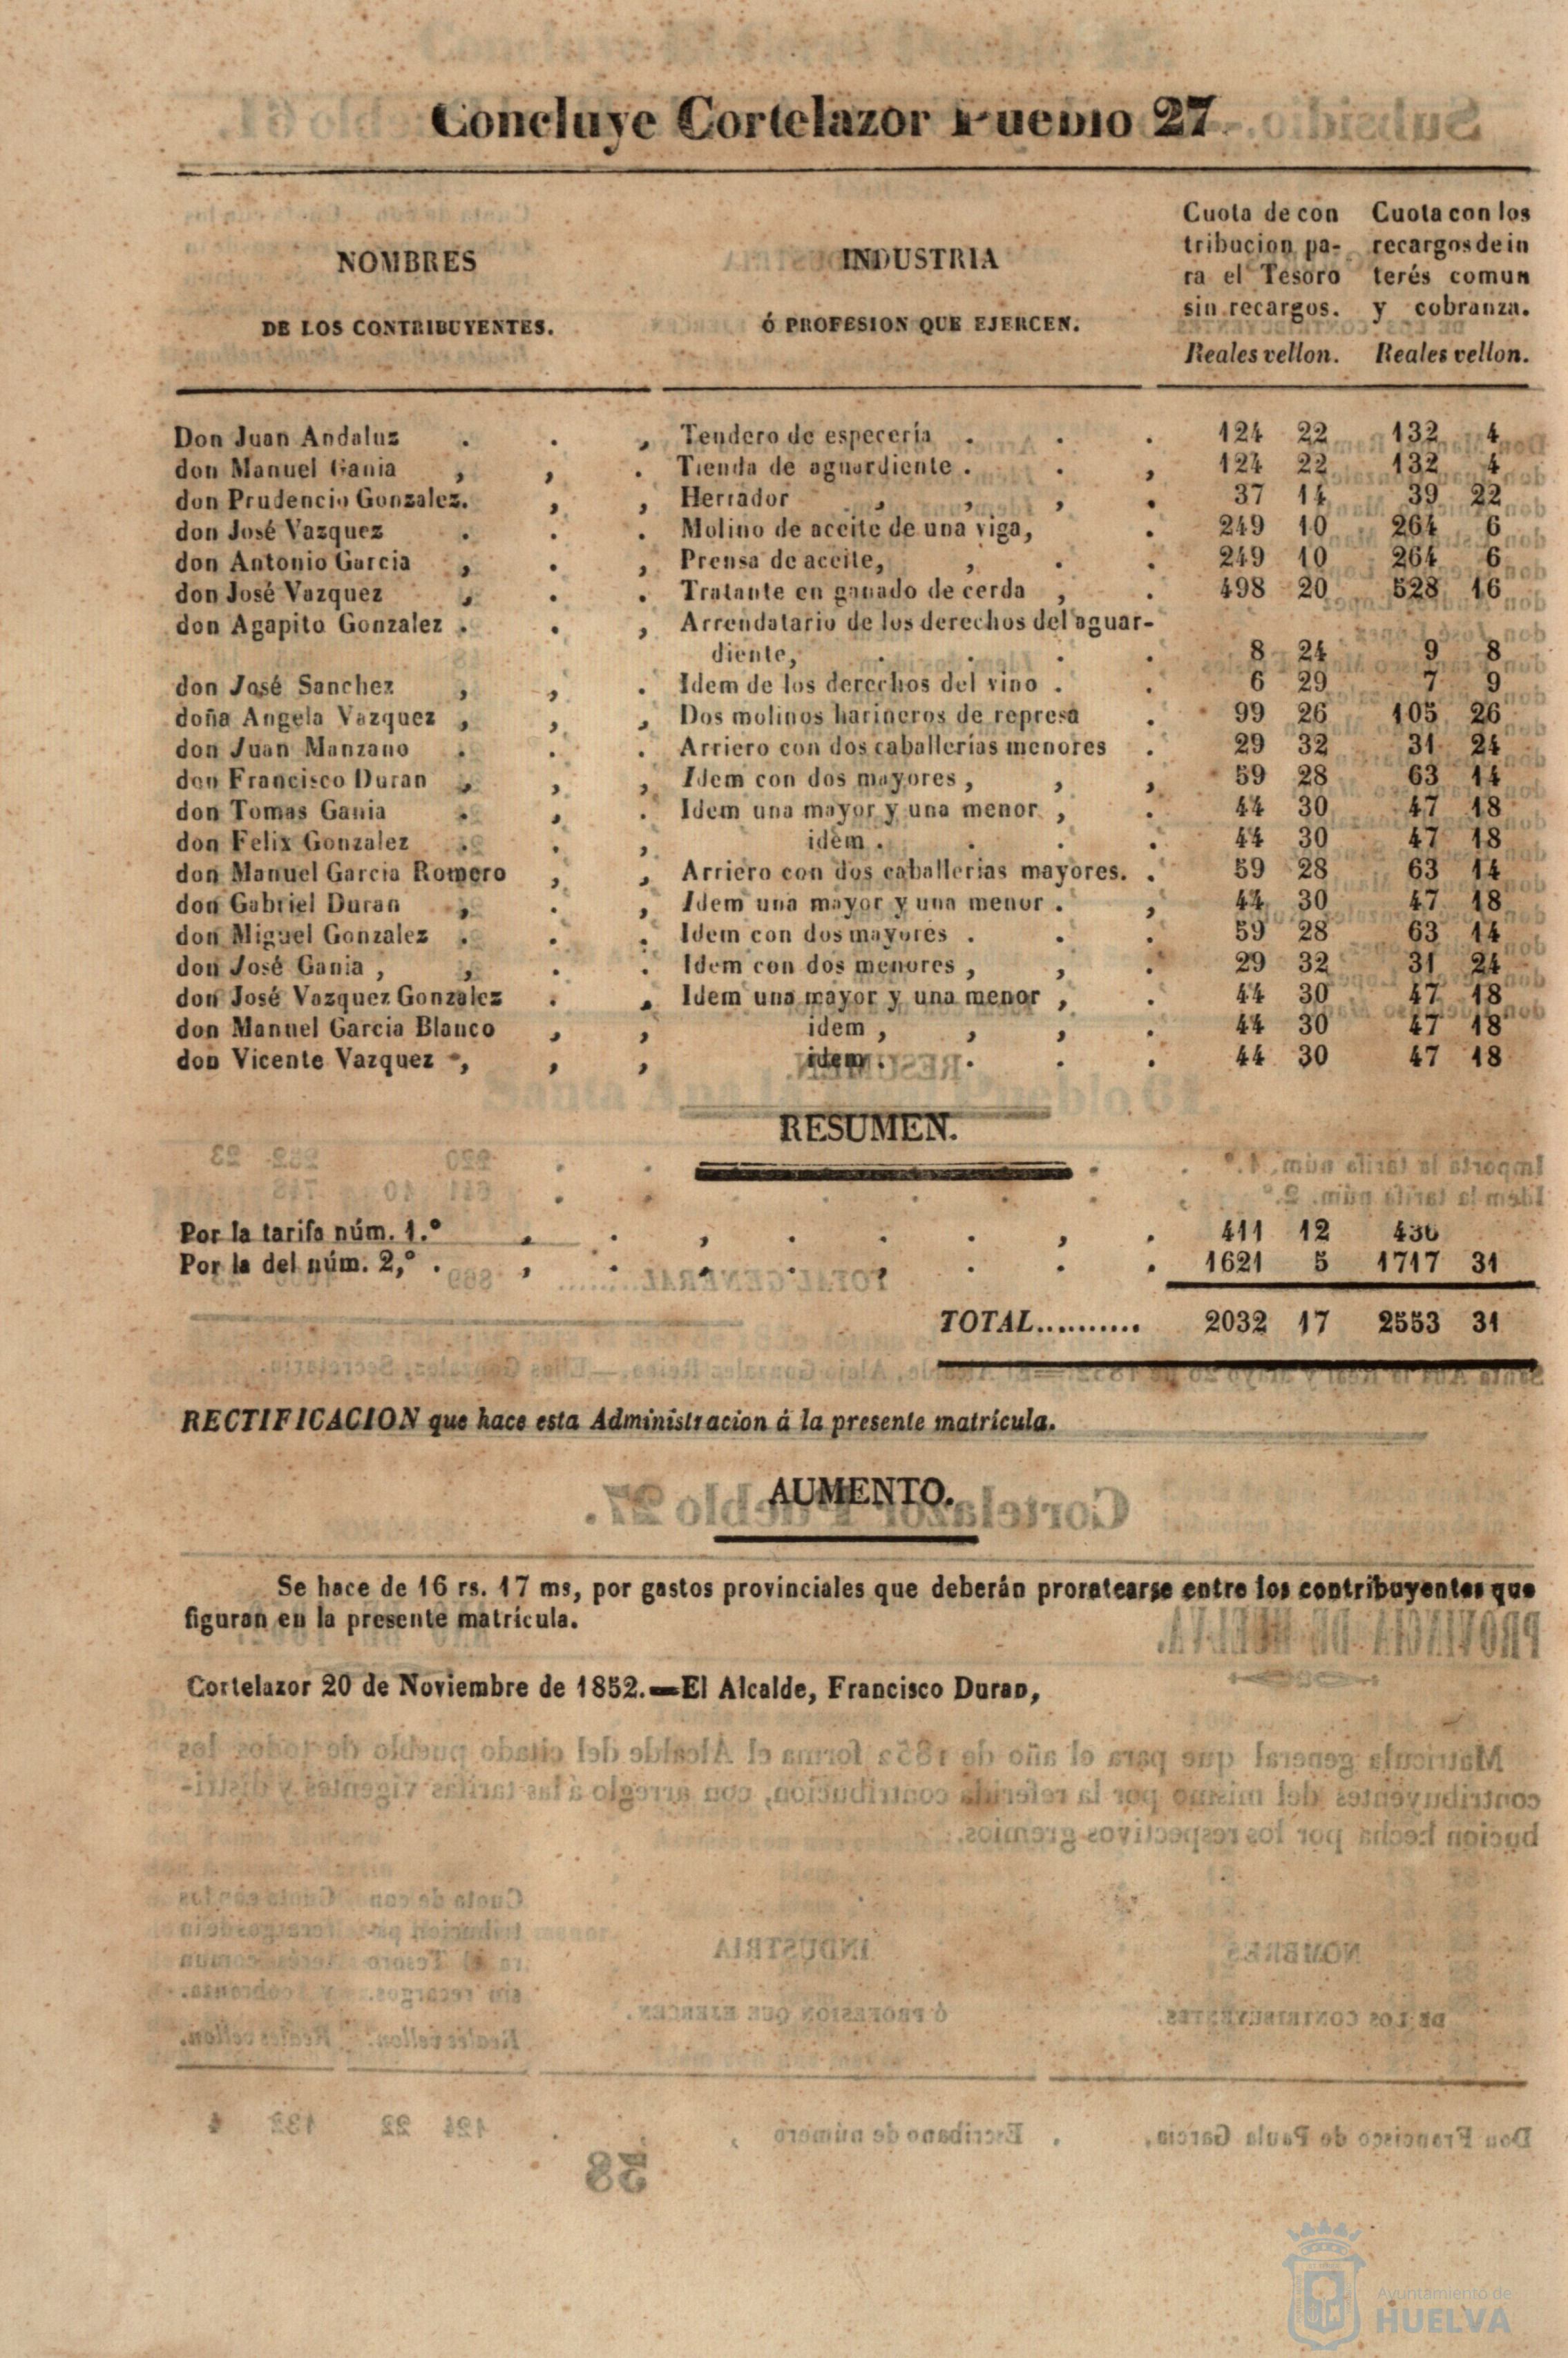 Concluye Cortelazor Pueblo 27.
NOMBRES
DE LOS CONTRIBUYENTES.
INDUSTRIA
Ó PROFESION QUE EJERCEN.
Cuota de con
tribucion pa-
ra el Tesoro
sin recargos.
Reales vellon.
Cuota con los
recargos de in
terés comun
y cobranza.
Reales vellon.
Don Juan Andaluz . . , Tendero de especería . . . 124 22 132 4
don Manuel Gania , , . Tienda de aguardiente . . , 124 22 132 4
don Prudencio Gonzalez. , , Herrador , , , . 37 14 39 22
don José Vazquez . . . Molino de aceite de una viga, . 249 10 264 6
don Antonio Garcia , . , Prensa de aceite, , . . 249 10 264 6
don José Vazquez , . . Tratante en ganado de cerda , . 498 20 528 16
don Agapito Gonzalez . . , Arrendatario de los derechos del aguar-
diente, . . . . 8 24 9 8
don José Sanchez , , . Idem de los derechos del vino . . 6 29 7 9
doña Angela Vazquez , , , Dos molinos harineros de represa . 99 26 105 26
don Juan Manzano . . . Arriero con dos caballerías menores . 29 32 31 24
don Francisco Duran , , , Idem con dos mayores , , , 59 28 63 14
don Tomas Gania . , . Idem una mayor y una menor , . 44 30 47 18
don Felix Gonzalez . . , idem . . . . 44 30 47 18
don Manuel Garcia Romero , , Arriero con dos caballerias mayores. . 59 28 63 14
don Gabriel Duran , . , Idem una mayor y una menor . , 44 30 47 18
don Miguel Gonzalez . . . Idem con dos mayores . . . 59 28 63 14
don José Gania , , . . Idem con dos menores , , . 29 32 31 24
don José Vazquez Gonzalez . , Idem una mayor y una menor , . 44 30 47 18
don Manuel Garcia Blanco , , idem , , , . 44 30 47 18
don Vicente Vazquez , , , idem . . . . 44 30 47 18
RESUMEN.
Por la tarifa núm. 1.º , . , . . . , . 411 12 436
Por la del núm. 2,º . , . , . , . . . 1621 5 1717 31
TOTAL.......... 2032 17 2553 31
RECTIFICACION que hace esta Administracion á la presente matrícula.
AUMENTO.
Se hace de 16 rs. 17 ms, por gastos provinciales que deberán proratearse entre los contribuyentes que
figuran en la presente matrícula.
Cortelazor 20 de Noviembre de 1852.—El Alcalde, Francisco Duran,
Ayuntamiento de
HUELVA